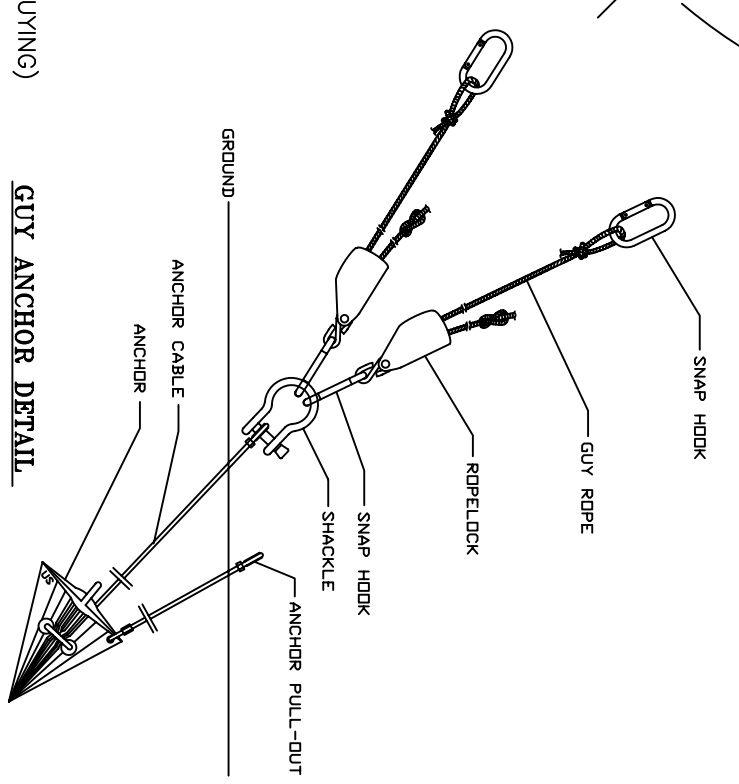 SNAP HOOK
GUY ROPE
ROPELOCK
SNAP HOOK
SHACKLE
ANCHOR PULL-OUT
GROUND
ANCHOR CABLE
ANCHOR
US
GUY ANCHOR DETAIL
UYING)